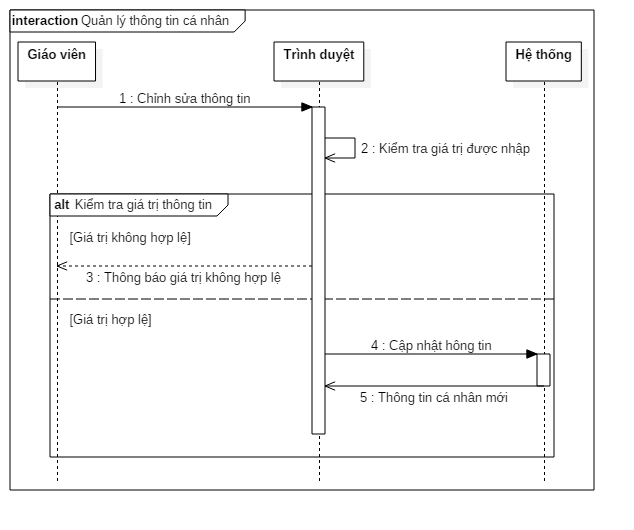 interaction Quản lý thông tin cá nhân
Giáo viên
Trình duyệt
Hệ thống
1 : Chỉnh sửa thông tin
2 : Kiểm tra giá trị được nhập
alt Kiểm tra giá trị thông tin
[Giá trị không hợp lệ]
3 : Thông báo giá trị không hợp lệ
[Giá trị hợp lệ]
4 : Cập nhật hông tin
5 : Thông tin cá nhân mới